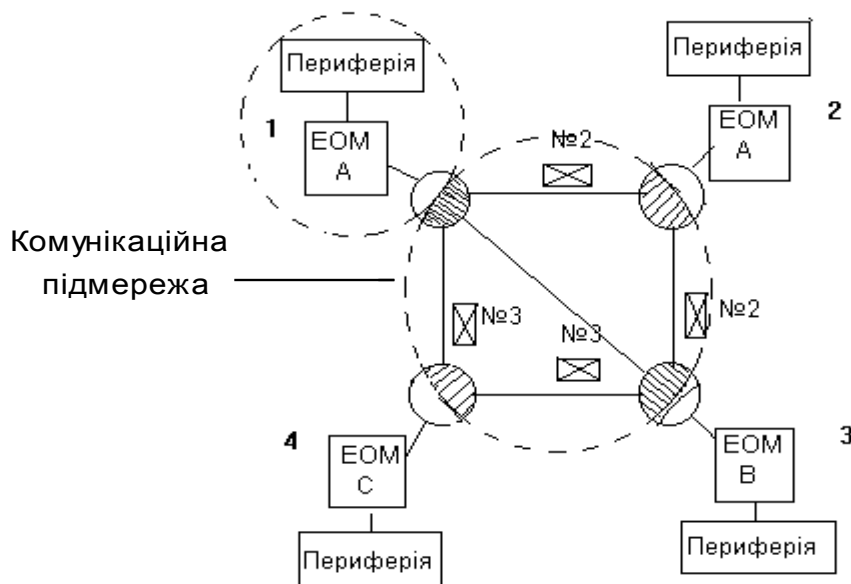 Периферія
Периферія
1
ЕОМ
А
2
ЕОМ
А
№2
Комунікаційна
підмережа
№3
№3
№2
4
ЕОМ
С
3
ЕОМ
В
Периферія
Периферія